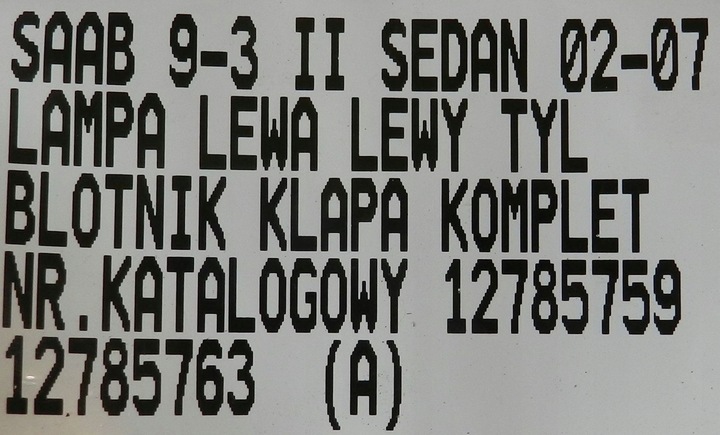 SAAB 9-3 II SEDAN 02-07
LAMPA LEWA LEWY TYL
BLOTNIK KLAPA KOMPLET
NR.KATALOGOWY 12785759
12785763 (A)